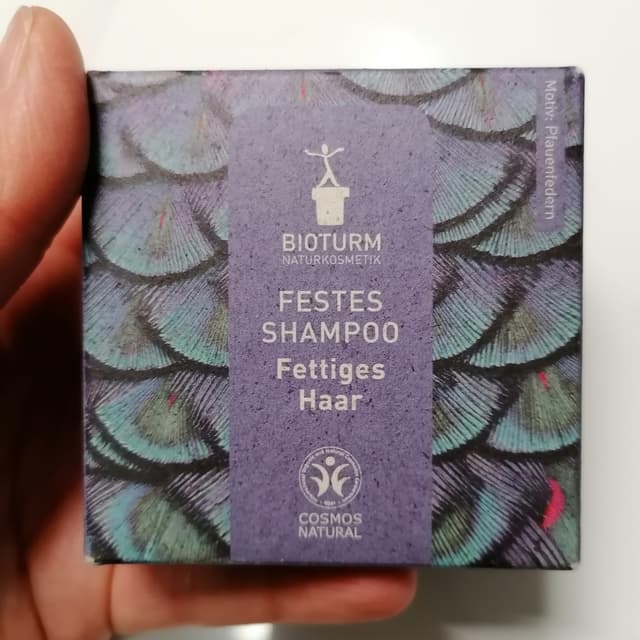 BIOTURM
NATURKOSMETIK
FESTES
SHAMPOO
Fettiges
Haar
COSMOS
NATURAL
Motiv: Pfauenfedern